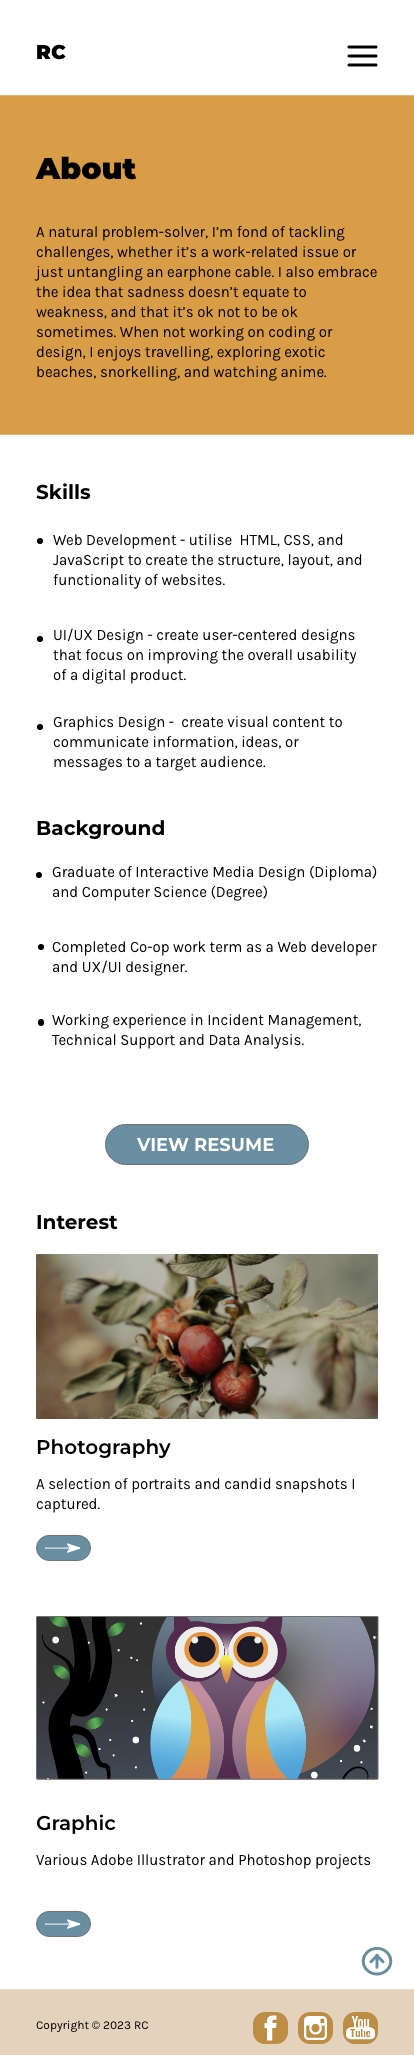 RC
About
A natural problem-solver, I'm fond of tackling
challenges, whether it's a work-related issue or
just untangling an earphone cable. I also embrace
the idea that sadness doesn't equate to
weakness, and that it's ok not to be ok
sometimes. When not working on coding or
design, I enjoys travelling, exploring exotic
beaches, snorkelling, and watching anime.
Skills
• Web Development - utilise  HTML, CSS, and
JavaScript to create the structure, layout, and
functionality of websites.
• UI/UX Design - create user-centered designs
that focus on improving the overall usability
of a digital product.
• Graphics Design -  create visual content to
communicate information, ideas, or
messages to a target audience.
Background
• Graduate of Interactive Media Design (Diploma)
and Computer Science (Degree)
• Completed Co-op work term as a Web developer
and UX/UI designer.
• Working experience in Incident Management,
Technical Support and Data Analysis.
VIEW RESUME
Interest
Photography
A selection of portraits and candid snapshots I
captured.
Graphic
Various Adobe Illustrator and Photoshop projects
Copyright © 2023 RC
You
Tube